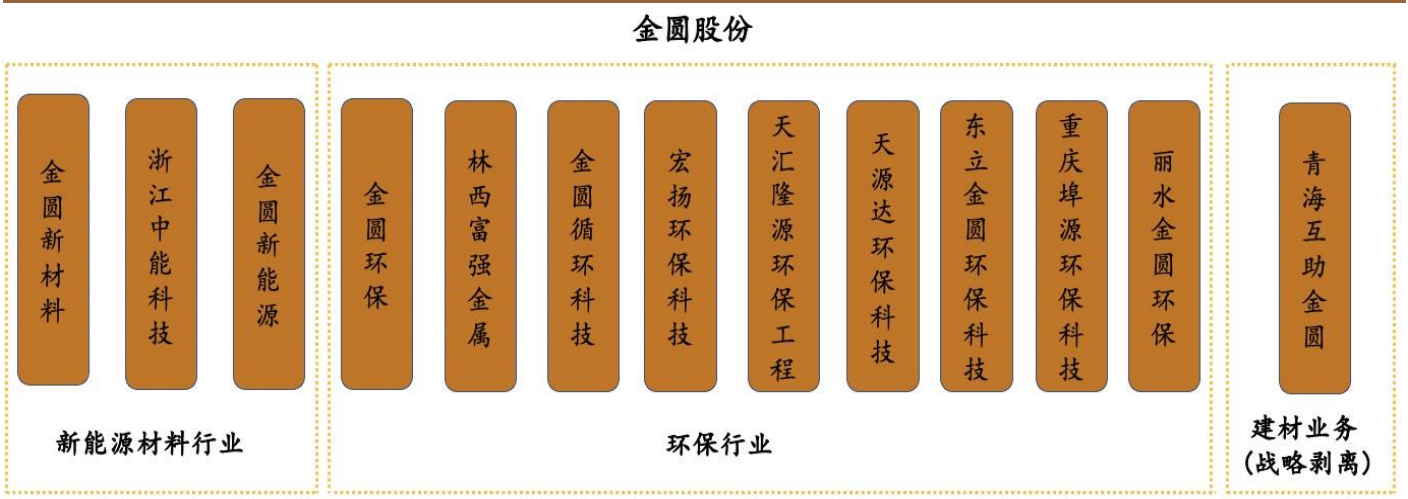 金圆股份
金圆新材料
浙江中能科技
金圆新能源
新能源材料行业
金圆环保
林西富强金属
金圆循环科技
宏扬环保科技
天汇隆源环保工程
天源达环保科技
东立金圆环保科技
重庆埠源环保科技
丽水金圆环保
环保行业
青海互助金圆
建材业务
(战略剥离)